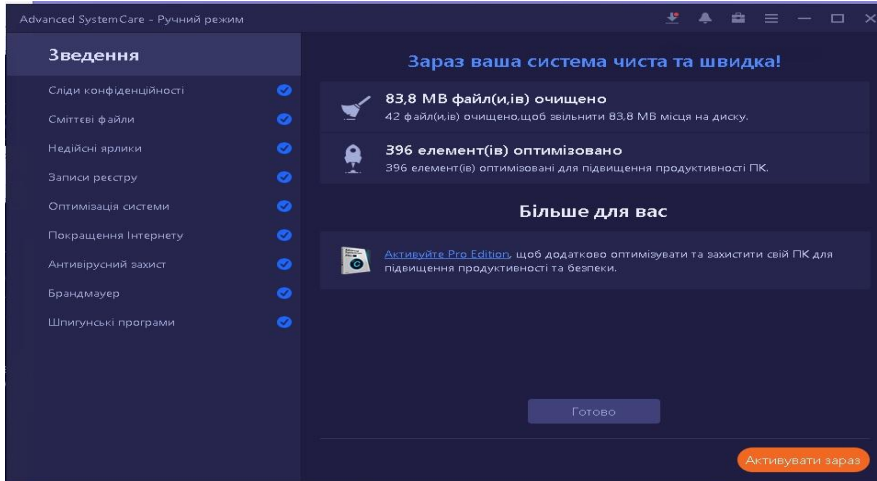 Advanced SystemCare - Ручний режим
Зведення
Сліди конфіденційності
Сміттєві файли
Недійсні ярлики
Записи реєстру
Оптимізація системи
Покращення Інтернету
Антивірусний захист
Брандмауер
Шпигунські програми
Зараз ваша система чиста та швидка!
83,8 MB файл(и,ів) очищено
42 файл(и,ів) очищено,щоб звільнити 83,8 MB місця на диску.
396 елемент(ів) оптимізовано
396 елемент(ів) оптимізовані для підвищення продуктивності ПК.
Більше для вас
Активуйте Pro Edition, щоб додатково оптимізувати та захистити свій ПК для
підвищення продуктивності та безпеки.
Готово
Активувати зараз